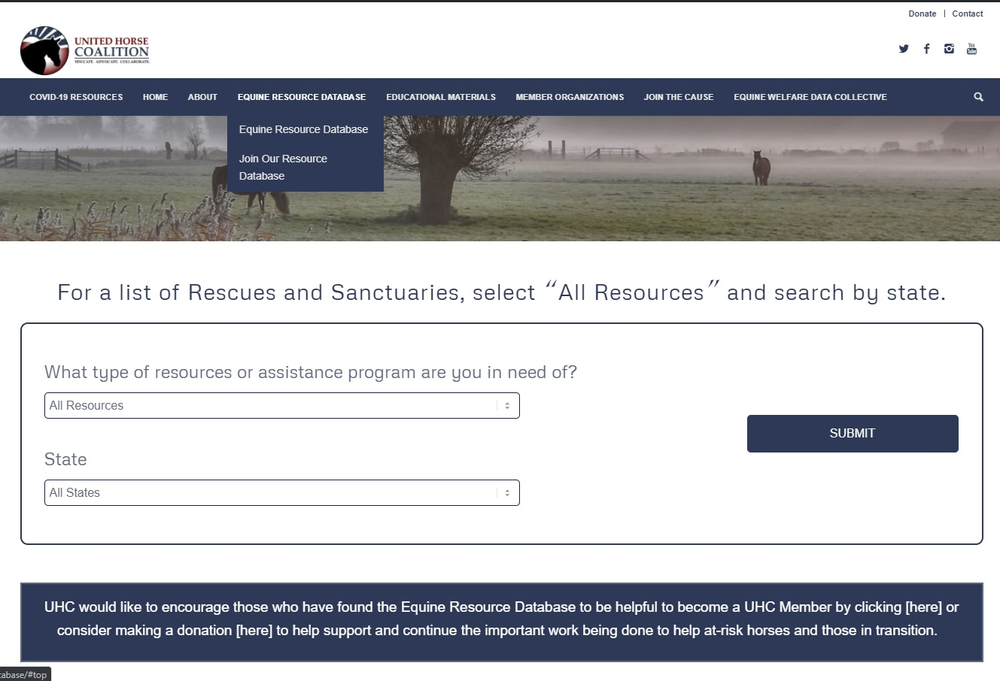 Donate | Contact
UNITED HORSE
COALITION
EDUCATE. ADVOCATE. COLLABORATE.
COVID-19 RESOURCES HOME ABOUT EQUINE RESOURCE DATABASE EDUCATIONAL MATERIALS MEMBER ORGANIZATIONS JOIN THE CAUSE EQUINE WELFARE DATA COLLECTIVE
Equine Resource Database
Join Our Resource
Database
For a list of Rescues and Sanctuaries, select “All Resources” and search by state.
What type of resources or assistance program are you in need of?
All Resources
SUBMIT
State
All States
UHC would like to encourage those who have found the Equine Resource Database to be helpful to become a UHC Member by clicking [here] or
consider making a donation [here] to help support and continue the important work being done to help at-risk horses and those in transition.
tabase/#top